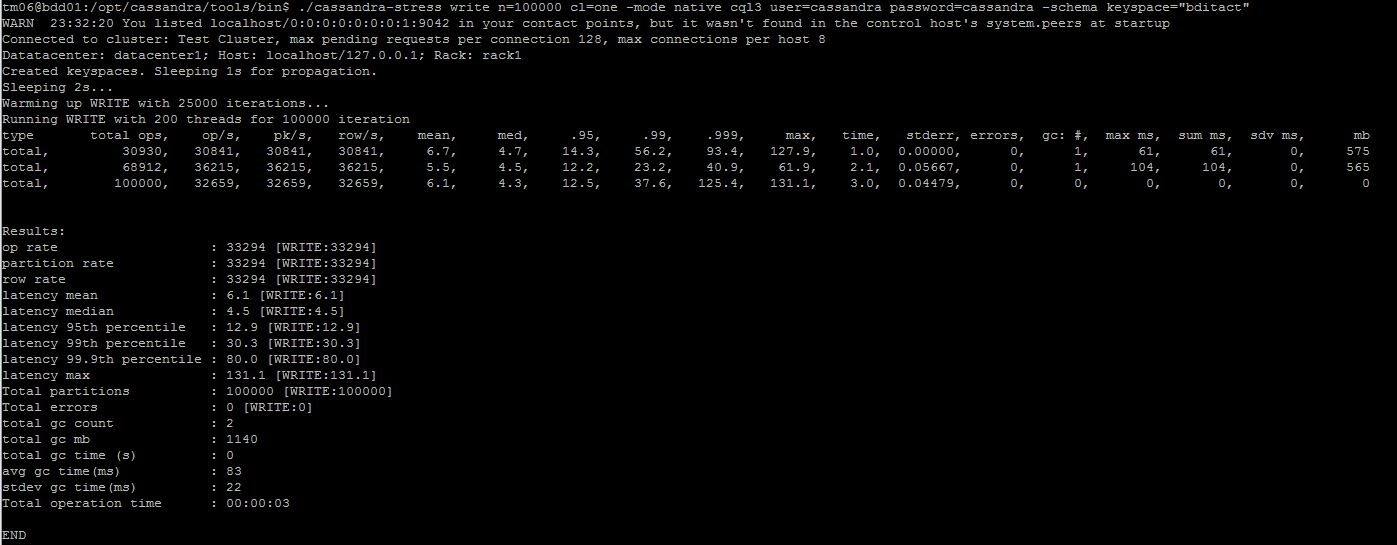 tm06@bdd01:/opt/cassandra/tools/bin$ ./cassandra-stress write n=100000 cl=one -mode native cql3 user=cassandra password=cassandra -schema keyspace="bditact"
WARN  23:32:20 You listed localhost/0:0:0:0:0:0:0:1:9042 in your contact points, but it wasn't found in the control host's system.peers at startup
Connected to cluster: Test Cluster, max pending requests per connection 128, max connections per host 8
Datatacenter: datacenter1; Host: localhost/127.0.0.1; Rack: rack1
Created keyspaces. Sleeping 1s for propagation.
Sleeping 2s...
Warming up WRITE with 25000 iterations...
Running WRITE with 200 threads for 100000 iteration
type       total ops,    op/s,    pk/s,   row/s,    mean,     med,     .95,     .99,    .999,     max,   time,   stderr, errors,  gc: #,  max ms,  sum ms,  sdv ms,      mb
total,         30930,   30841,   30841,   30841,     6.7,     4.7,    14.3,    56.2,    93.4,   127.9,    1.0,  0.00000,      0,      1,      61,      61,       0,     575
total,         68912,   36215,   36215,   36215,     5.5,     4.5,    12.2,    23.2,    40.9,    61.9,    2.1,  0.05667,      0,      1,     104,     104,       0,     565
total,        100000,   32659,   32659,   32659,     6.1,     4.3,    12.5,    37.6,   125.4,   131.1,    3.0,  0.04479,      0,      0,       0,       0,       0,       0
Results:
op rate                   : 33294 [WRITE:33294]
partition rate            : 33294 [WRITE:33294]
row rate                  : 33294 [WRITE:33294]
latency mean              : 6.1 [WRITE:6.1]
latency median            : 4.5 [WRITE:4.5]
latency 95th percentile   : 12.9 [WRITE:12.9]
latency 99th percentile   : 30.3 [WRITE:30.3]
latency 99.9th percentile : 80.0 [WRITE:80.0]
latency max               : 131.1 [WRITE:131.1]
Total partitions          : 100000 [WRITE:100000]
Total errors              : 0 [WRITE:0]
total gc count            : 2
total gc mb               : 1140
total gc time (s)         : 0
avg gc time(ms)           : 83
stdev gc time(ms)         : 22
Total operation time      : 00:00:03
END